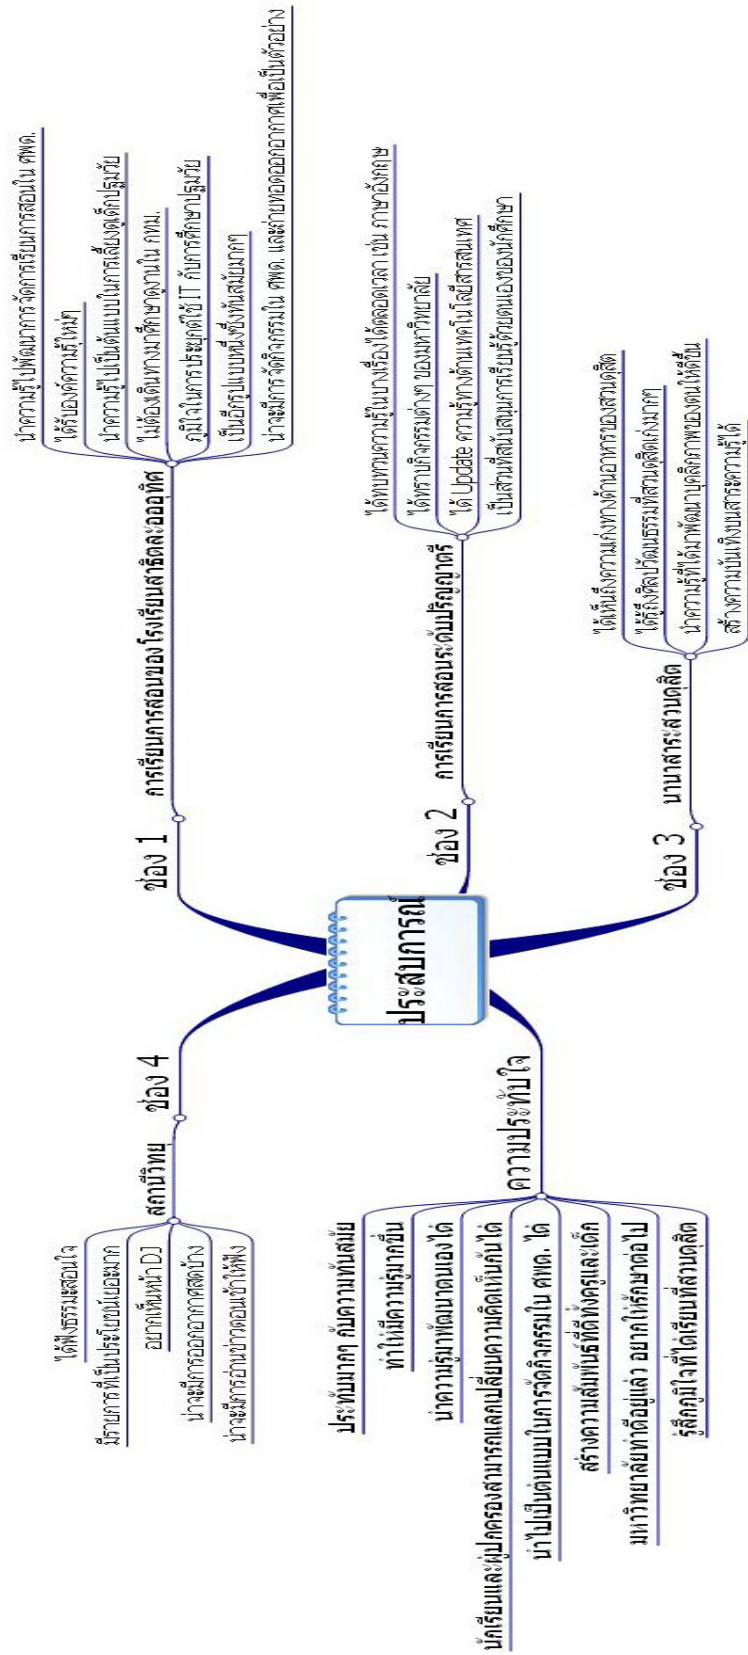 ประสบการณ์
ช่อง 1
การเรียนการสอนของโรงเรียนสาธิตละอออุทิศ
นำความรู้ไปพัฒนาการจัดการเรียนการสอนใน ศพด.
ได้รับองค์ความรู้ใหม่ๆ
นำความรู้ไปเป็นต้นแบบในการเลี้ยงดูเด็กปฐมวัย
ไม่ต้องเดินทางมาศึกษาดูงานใน กทม.
ภูมิใจในการประยุกต์ใช้ IT กับการศึกษาปฐมวัย
เป็นอีกรูปแบบหนึ่งซึ่งทันสมัยมากๆ
น่าจะมีการจัดกิจกรรมใน ศพด. และถ่ายทอดออกอากาศเพื่อเป็นตัวอย่าง
ช่อง 2
การเรียนการสอนระดับปริญญาตรี
ได้ทบทวนความรู้ในบางเรื่องได้ตลอดเวลา เช่น ภาษาอังกฤษ
ได้ทราบกิจกรรมต่างๆ ของมหาวิทยาลัย
ได้ Update ความรู้ทางด้านเทคโนโลยีสารสนเทศ
เป็นส่วนที่สนับสนุนการเรียนรู้ด้วยตนเองของนักศึกษา
ช่อง 3
นานาสาระสวนดุสิต
ได้เห็นถึงความเก่งทางด้านอาหารของสวนดุสิต
ได้รู้ถึงศิลปวัฒนธรรมที่สวนดุสิตเก่งมากๆ
นำความรู้ที่ได้มาพัฒนาบุคลิกภาพของตนให้ดีขึ้น
สร้างความบันเทิงบนสาระความรู้ได้
ช่อง 4
สถานีวิทยุ
ได้ฟังธรรมะสอนใจ
มีรายการที่เป็นประโยชน์เยอะมาก
อยากเห็นหน้า DJ
น่าจะมีการออกอากาศสดบ้าง
น่าจะมีการอ่านข่าวตอนเช้าให้ฟัง
ความประทับใจ
ประทับมากๆ กับความทันสมัย
ทำให้มีความรู้มากขึ้น
นำความรู้มาพัฒนาตนเองได้
นักเรียนและผู้ปกครองสามารถแลกเปลี่ยนความคิดเห็นกันได้
นำไปเป็นต้นแบบในการจัดกิจกรรมใน ศพด. ได้
สร้างความสัมพันธ์ที่ดีทั้งครูและเด็ก
มหาวิทยาลัยทำดีอยู่แล้ว อยากให้รักษาต่อไป
รู้สึกภูมิใจที่ได้เรียนที่สวนดุสิต